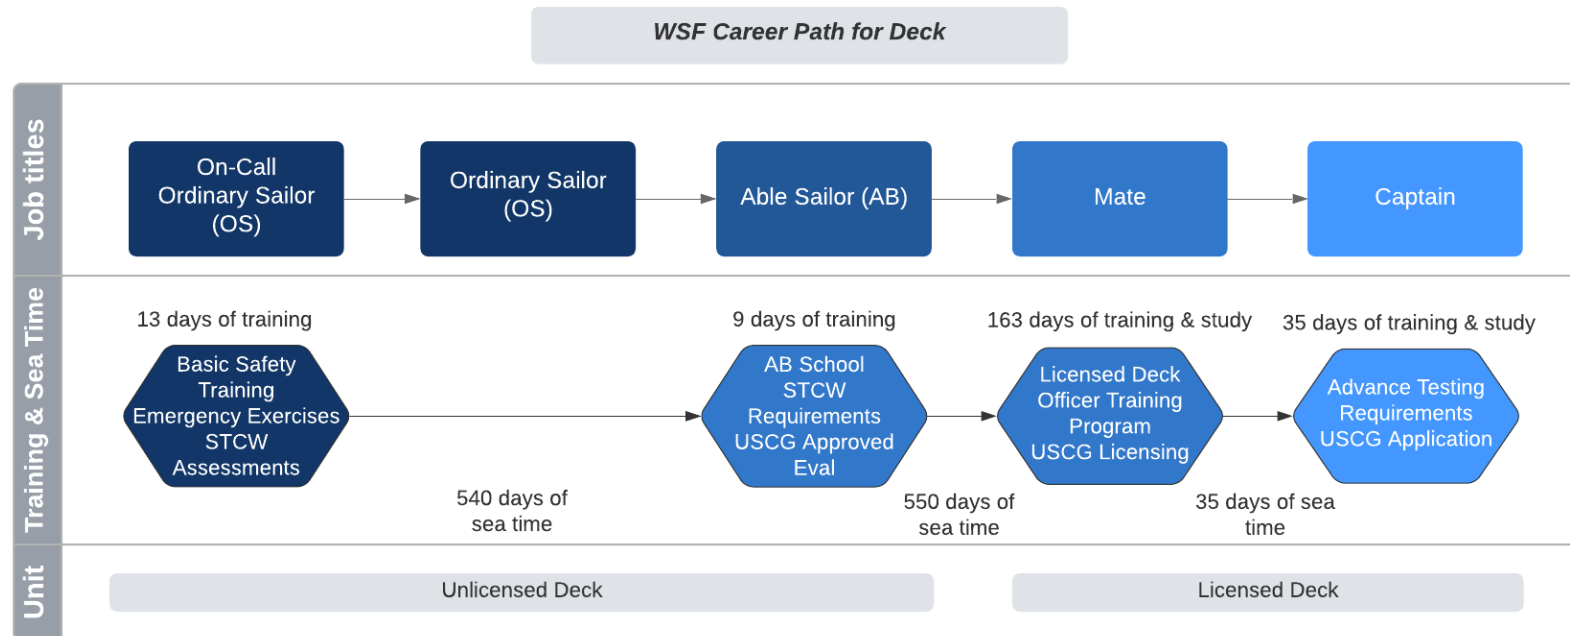 WSF Career Path for Deck
Job titles
On-Call
Ordinary Sailor
(OS)
Ordinary Sailor
(OS)
Able Sailor (AB)
Mate
Captain
Training & Sea Time
13 days of training
Basic Safety
Training
Emergency Exercises
STCW
Assessments
540 days of
sea time
9 days of training
AB School
STCW
Requirements
USCG Approved
Eval
550 days of
sea time
163 days of training & study
Licensed Deck
Officer Training
Program
USCG Licensing
35 days of sea
time
35 days of training & study
Advance Testing
Requirements
USCG Application
Unit
Unlicensed Deck
Licensed Deck